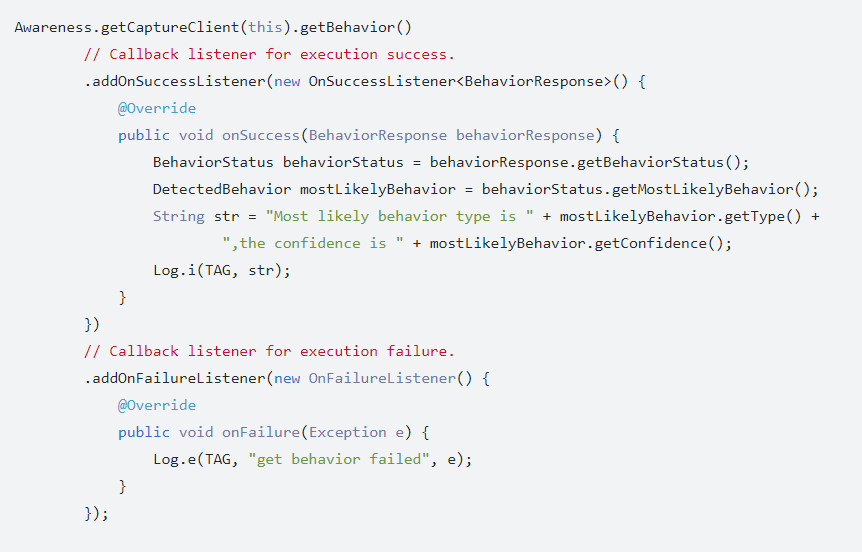 Awareness.getCaptureClient(this).getBehavior()
        // Callback listener for execution success.
        .addOnSuccessListener(new OnSuccessListener<BehaviorResponse>() {
            @Override
            public void onSuccess(BehaviorResponse behaviorResponse) {
                BehaviorStatus behaviorStatus = behaviorResponse.getBehaviorStatus();
                DetectedBehavior mostLikelyBehavior = behaviorStatus.getMostLikelyBehavior();
                String str = "Most likely behavior type is " + mostLikelyBehavior.getType() +
                        ",the confidence is " + mostLikelyBehavior.getConfidence();
                Log.i(TAG, str);
            }
        })
        // Callback listener for execution failure.
        .addOnFailureListener(new OnFailureListener() {
            @Override
            public void onFailure(Exception e) {
                Log.e(TAG, "get behavior failed", e);
            }
        });